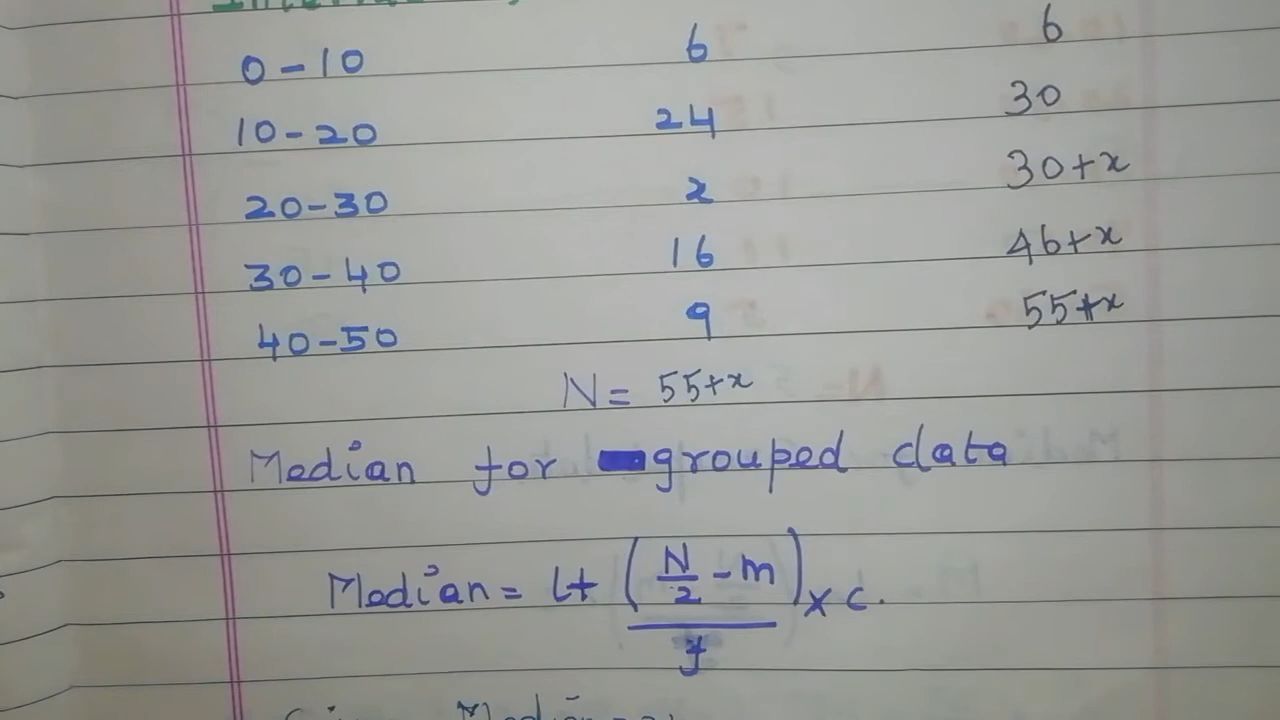 0-10 6 6
10-20 24 30
20-30 x 30+x
30-40 16 46+x
40-50 9 55+x
N= 55+x
Median for grouped data
Median = l+ (N/2 - m)/f × c.